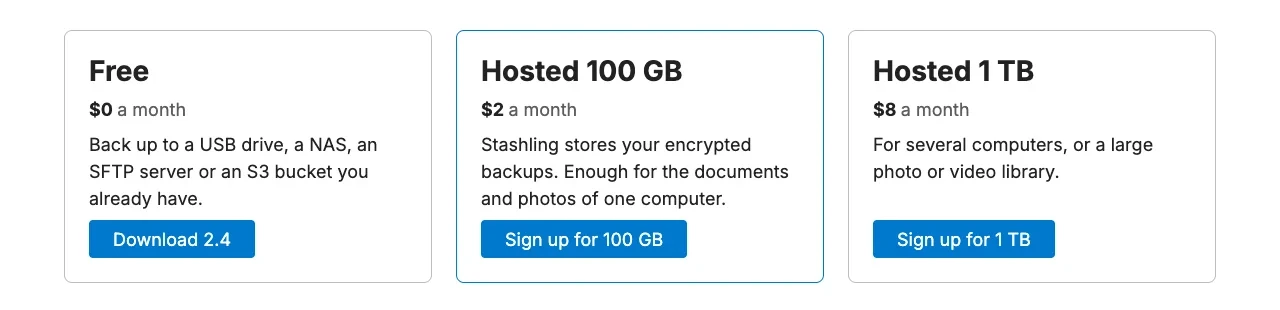 Free
$0 a month
Back up to a USB drive, a NAS, an
SFTP server or an S3 bucket you
already have.
Download 2.4
Hosted 100 GB
$2 a month
Stashling stores your encrypted
backups. Enough for the documents
and photos of one computer.
Sign up for 100 GB
Hosted 1 TB
$8 a month
For several computers, or a large
photo or video library.
Sign up for 1 TB